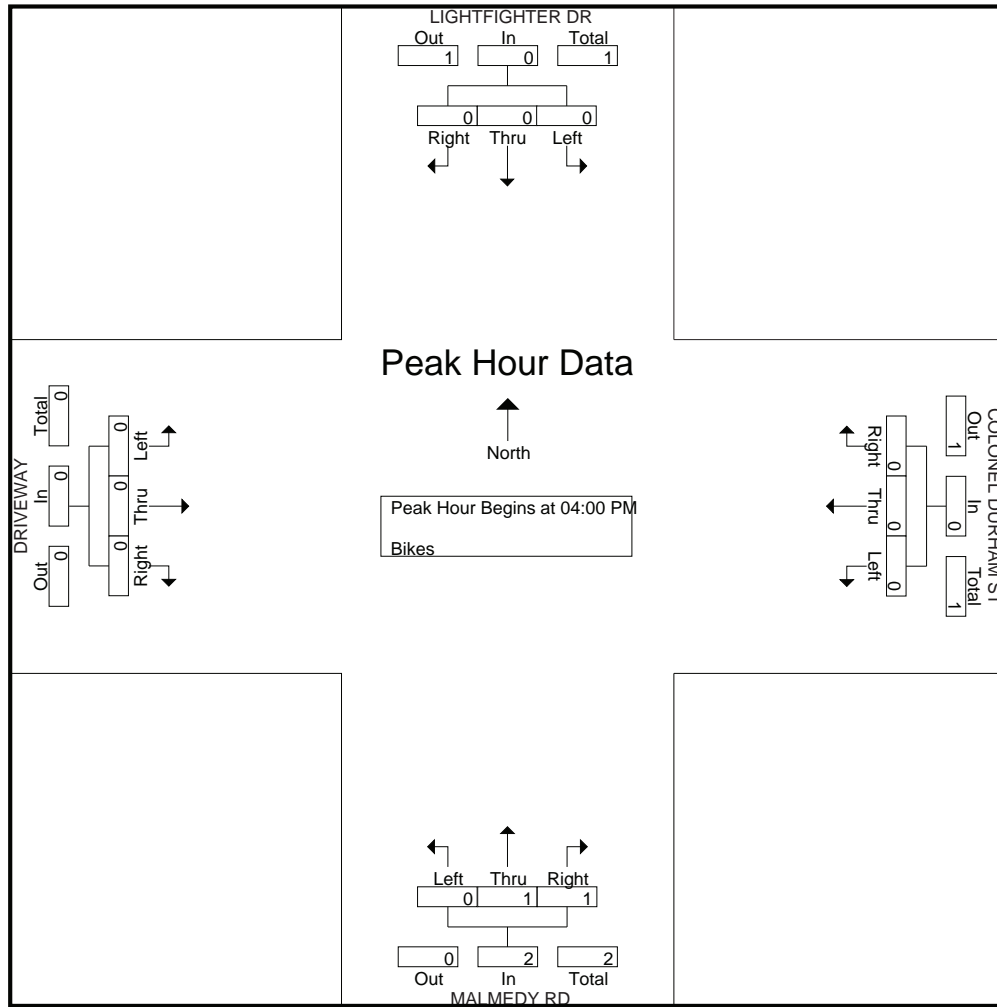 LIGHTFIGHTER DR
Out In Total
1 0 1
0 0 0
Right Thru Left
Peak Hour Data
North
Peak Hour Begins at 04:00 PM
Bikes
DRIVEWAY
Out In Total
0 0 0
Right Thru Left
0 0 0
COLONEL DURHAM ST
Out In Total
1 0 1
Right Thru Left
0 0 0
Left Thru Right
0 1 1
0 2 2
Out In Total
MALMEDY RD